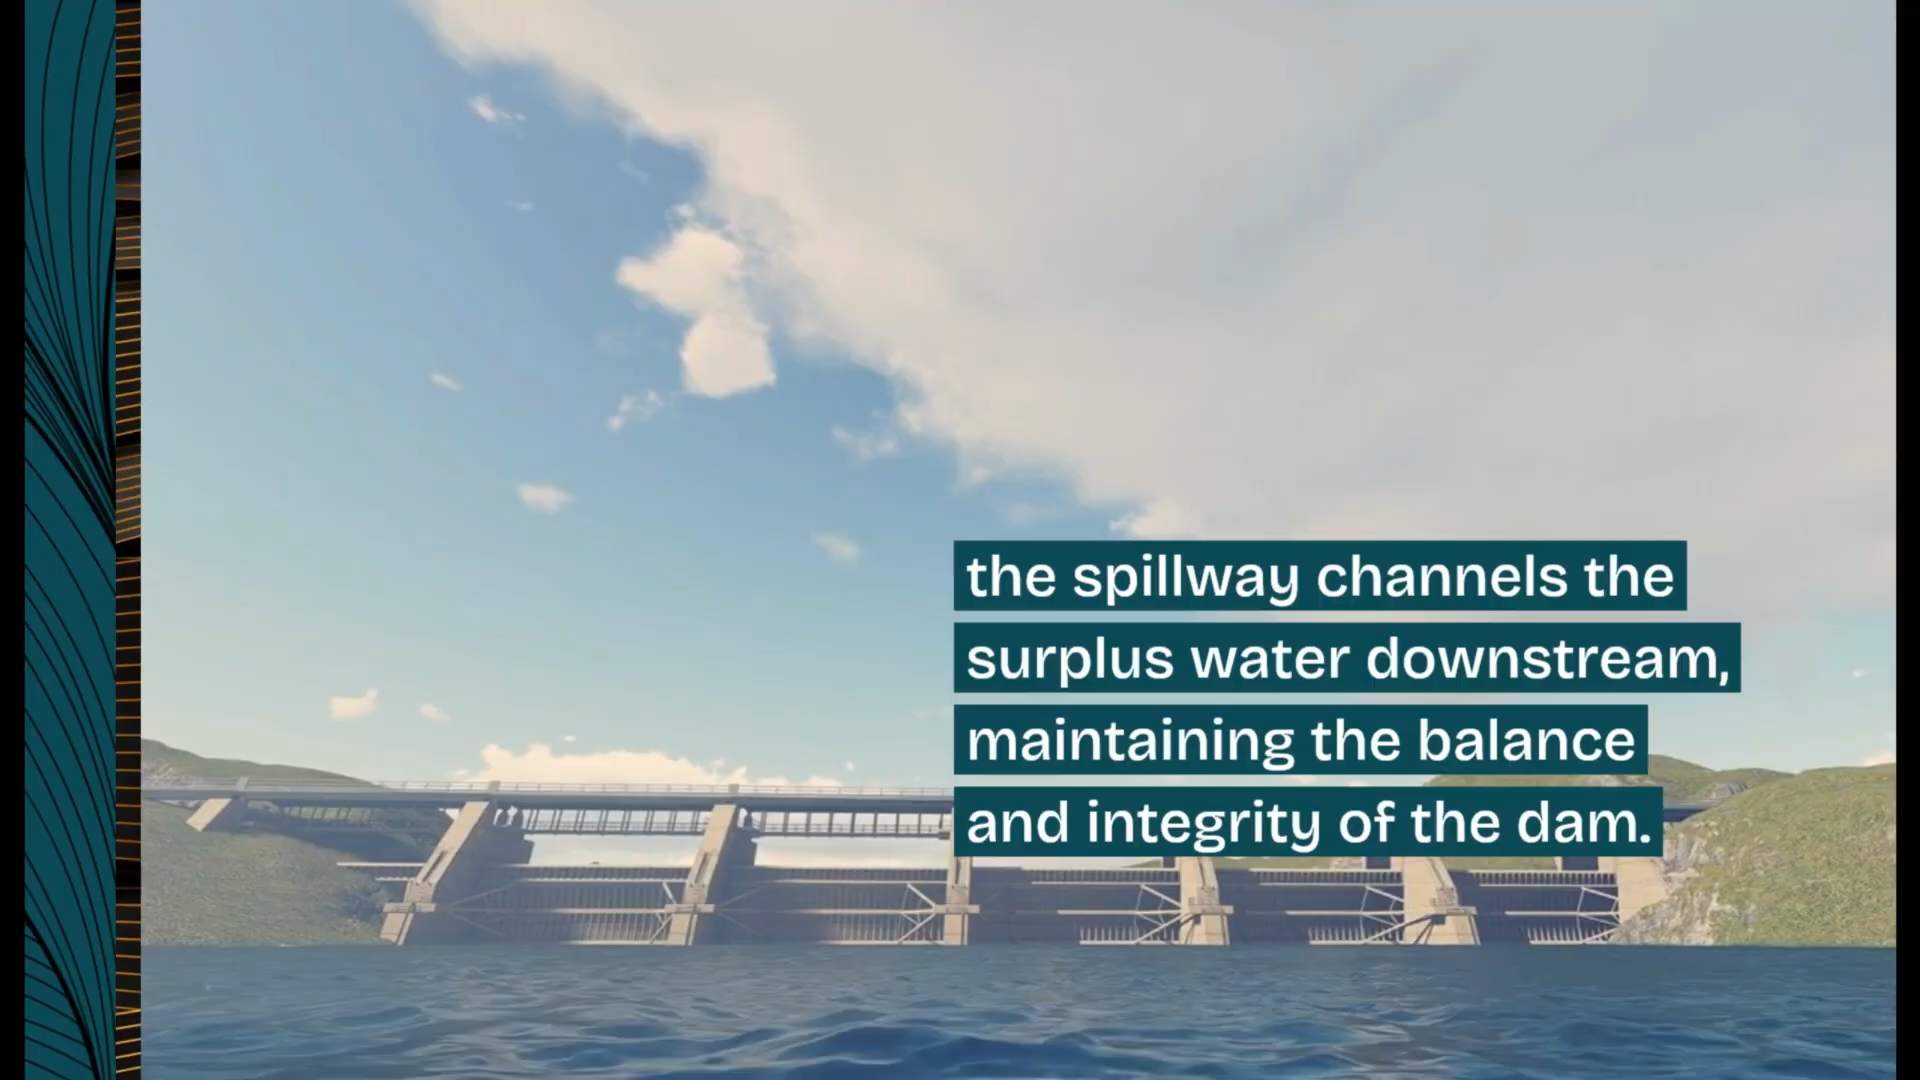 the spillway channels the
surplus water downstream,
maintaining the balance
and integrity of the dam.